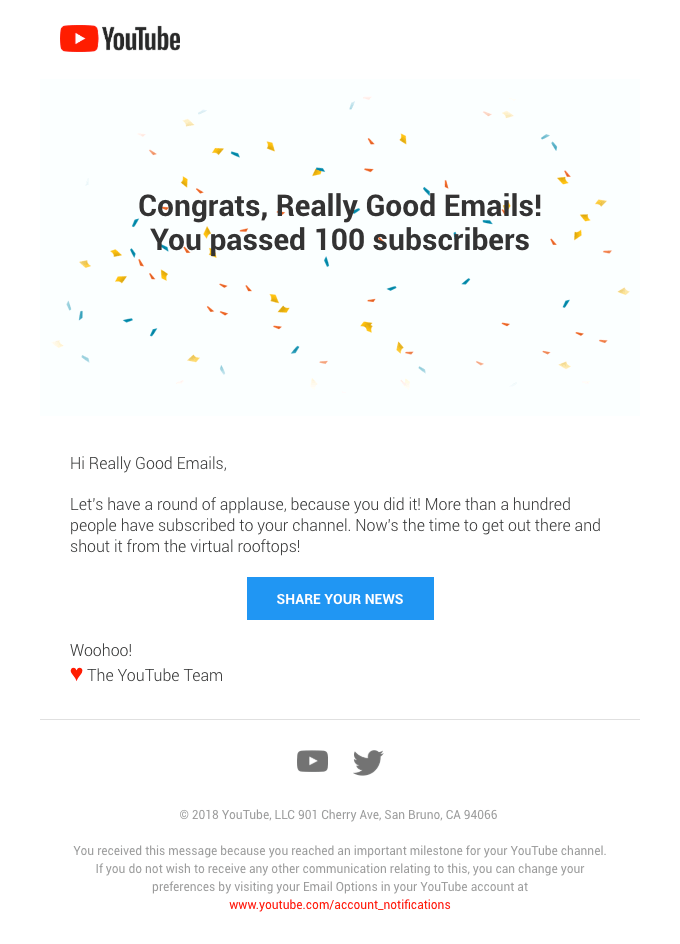 YouTube
Congrats, Really Good Emails!
You passed 100 subscribers
Hi Really Good Emails,
Let's have a round of applause, because you did it! More than a hundred
people have subscribed to your channel. Now's the time to get out there and
shout it from the virtual rooftops!
SHARE YOUR NEWS
Woohoo!
♥ The YouTube Team
© 2018 YouTube, LLC 901 Cherry Ave, San Bruno, CA 94066
You received this message because you reached an important milestone for your YouTube channel.
If you do not wish to receive any other communication relating to this, you can change your
preferences by visiting your Email Options in your YouTube account at
www.youtube.com/account_notifications